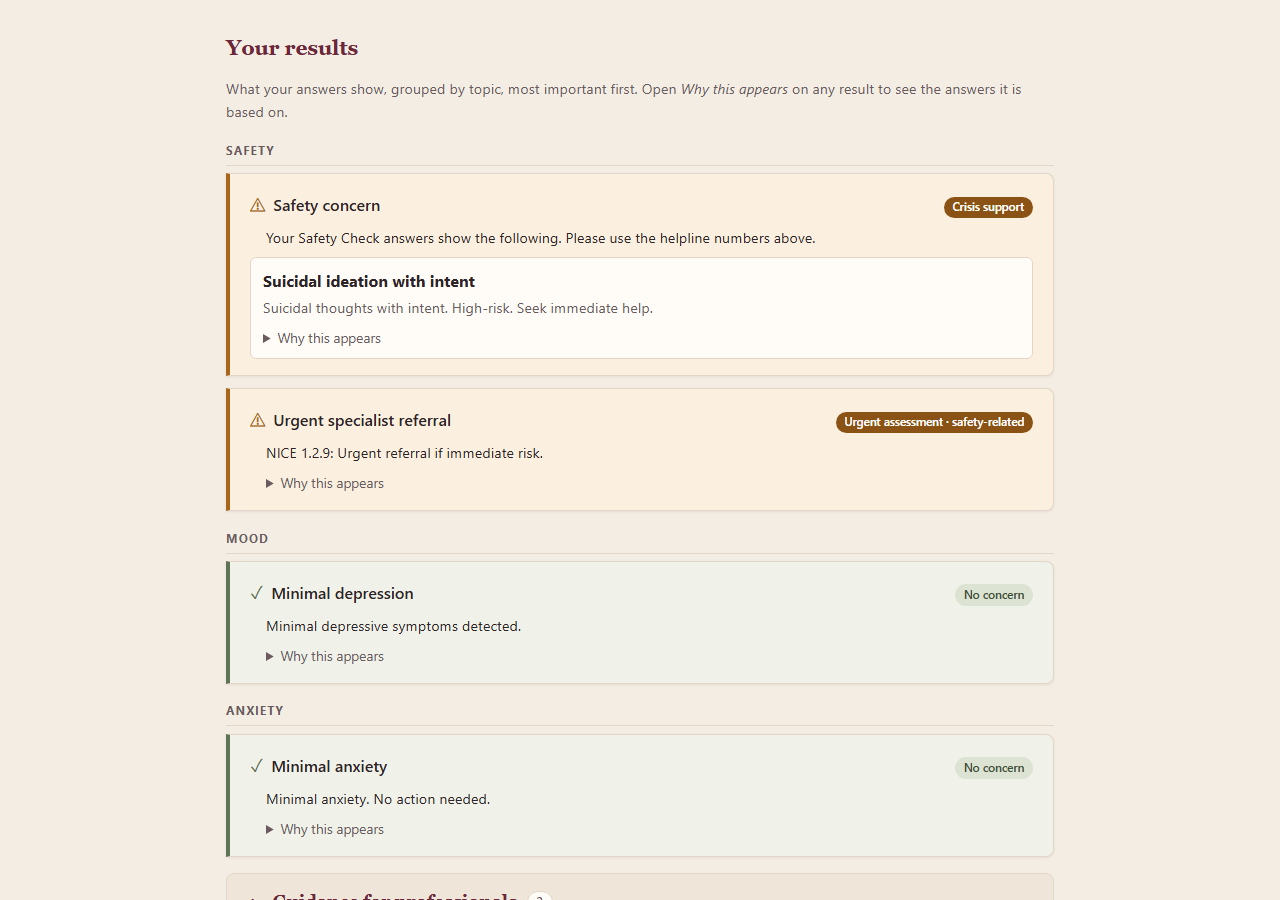 Your results
What your answers show, grouped by topic, most important first. Open Why this appears on any result to see the answers it is
based on.
SAFETY
Safety concern
Crisis support
Your Safety Check answers show the following. Please use the helpline numbers above.
Suicidal ideation with intent
Suicidal thoughts with intent. High-risk. Seek immediate help.
Why this appears
Urgent specialist referral
Urgent assessment · safety-related
NICE 1.2.9: Urgent referral if immediate risk.
Why this appears
MOOD
Minimal depression
No concern
Minimal depressive symptoms detected.
Why this appears
ANXIETY
Minimal anxiety
No concern
Minimal anxiety. No action needed.
Why this appears
Guidance for professionals